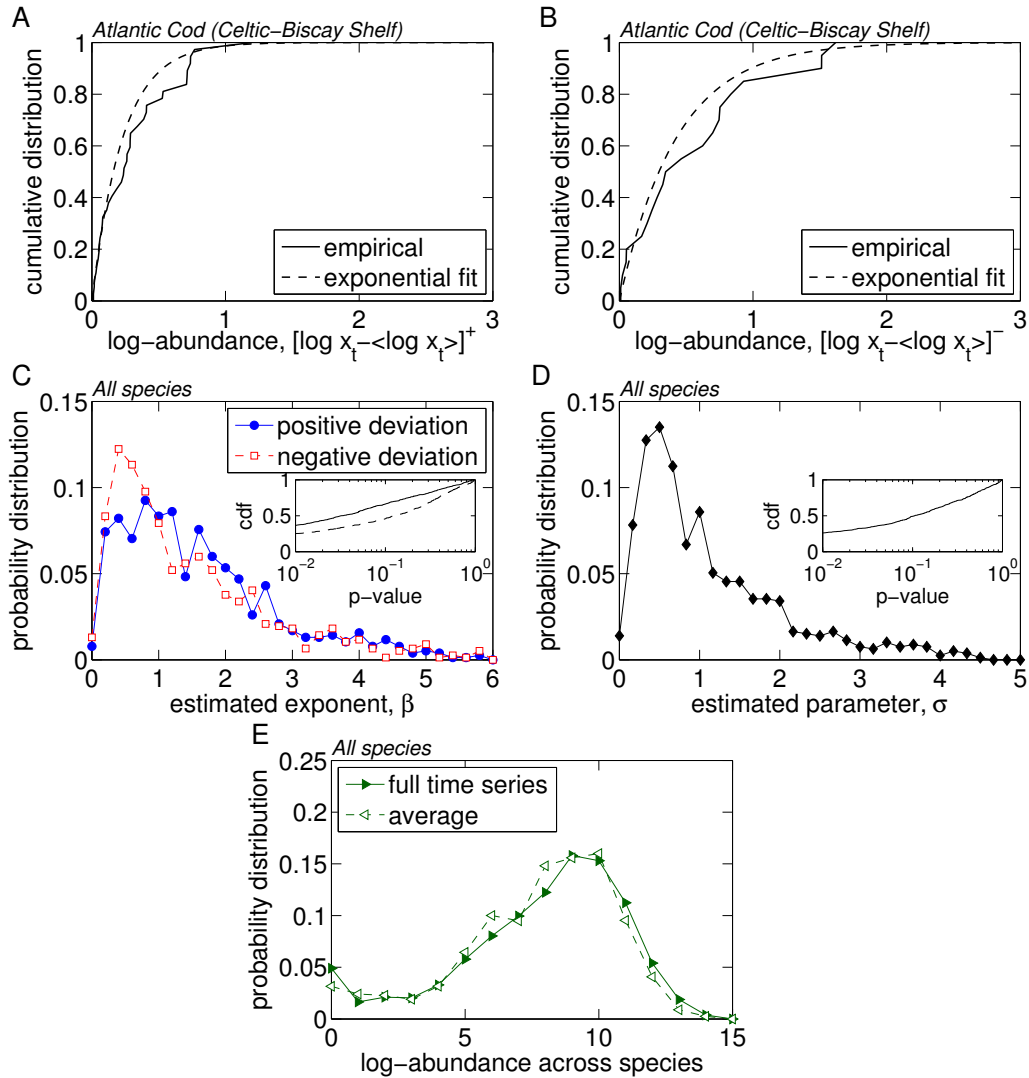 A
Atlantic Cod (Celtic−Biscay Shelf)
cumulative distribution
1
0.8
0.6
0.4
0.2
0
0 1 2 3
empirical
exponential fit
log−abundance, [log x_t−<log x_t>]^+
B
Atlantic Cod (Celtic−Biscay Shelf)
cumulative distribution
1
0.8
0.6
0.4
0.2
0
0 1 2 3
empirical
exponential fit
log−abundance, [log x_t−<log x_t>]^−
C
All species
probability distribution
0.15
0.1
0.05
0
0 1 2 3 4 5 6
positive deviation
negative deviation
cdf
1
0.5
0
10^−2 10^−1 10^0
p−value
estimated exponent, β
D
All species
probability distribution
0.15
0.1
0.05
0
0 1 2 3 4 5
cdf
1
0.5
0
10^−2 10^−1 10^0
p−value
estimated parameter, σ
E
All species
probability distribution
0.25
0.2
0.15
0.1
0.05
0
0 5 10 15
full time series
average
log−abundance across species